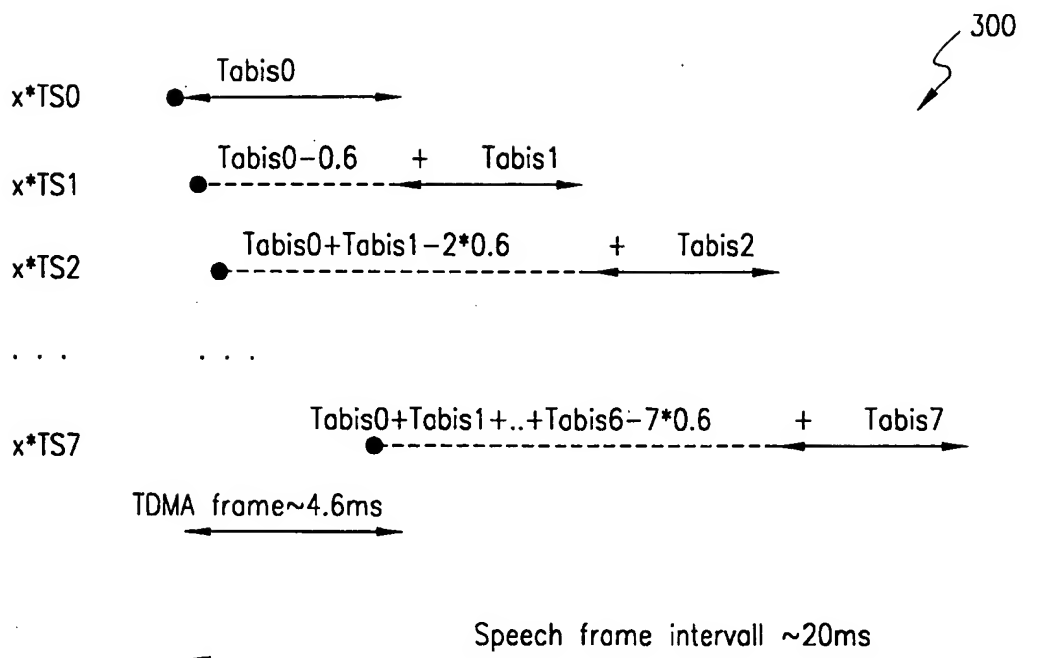 300
Tabis0
x*TS0
Tabis0-0.6 + Tabis1
x*TS1
Tabis0+Tabis1-2*0.6 + Tabis2
x*TS2
. . . . . .
Tabis0+Tabis1+..+Tabis6-7*0.6 + Tabis7
x*TS7
TDMA frame~4.6ms
Speech frame intervall ~20ms